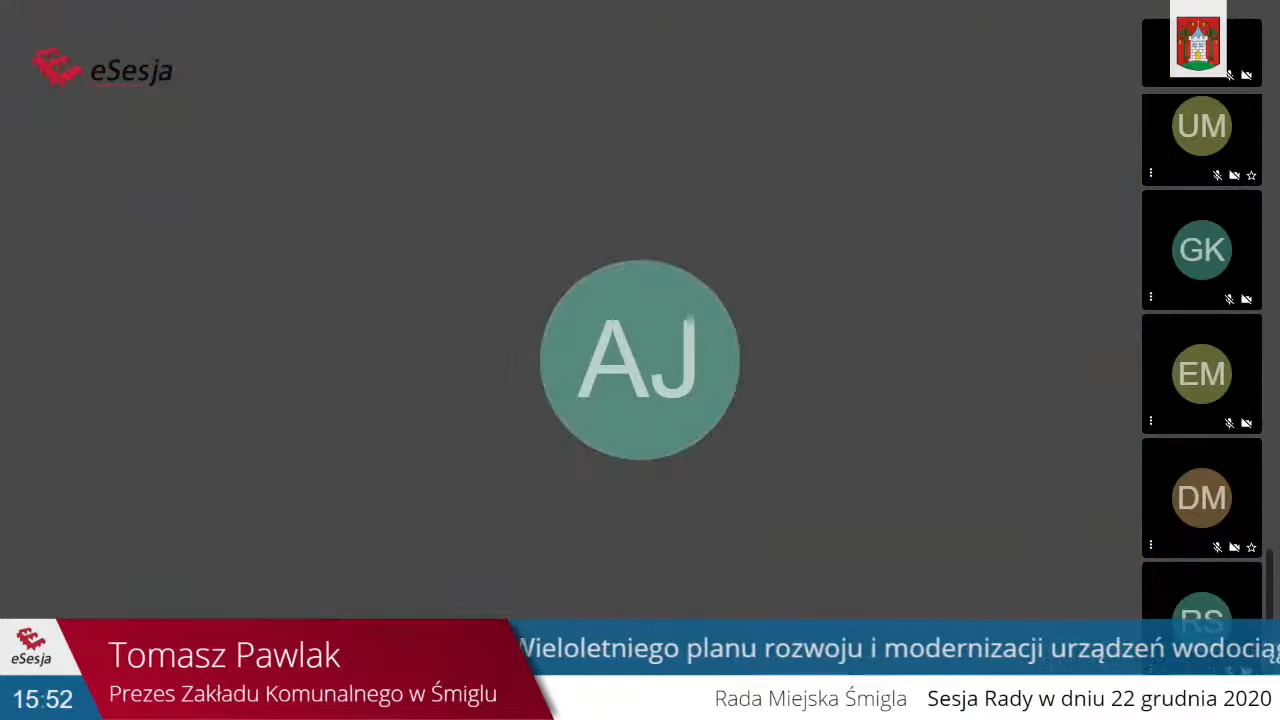 eSesja
UM
GK
EM
AJ
DM
RS
eSesja
Tomasz Pawlak
Prezes Zakładu Komunalnego w Śmiglu
Wieloletniego planu rozwoju i modernizacji urządzeń wodocią
15:52
Rada Miejska Śmigla
Sesja Rady w dniu 22 grudnia 2020